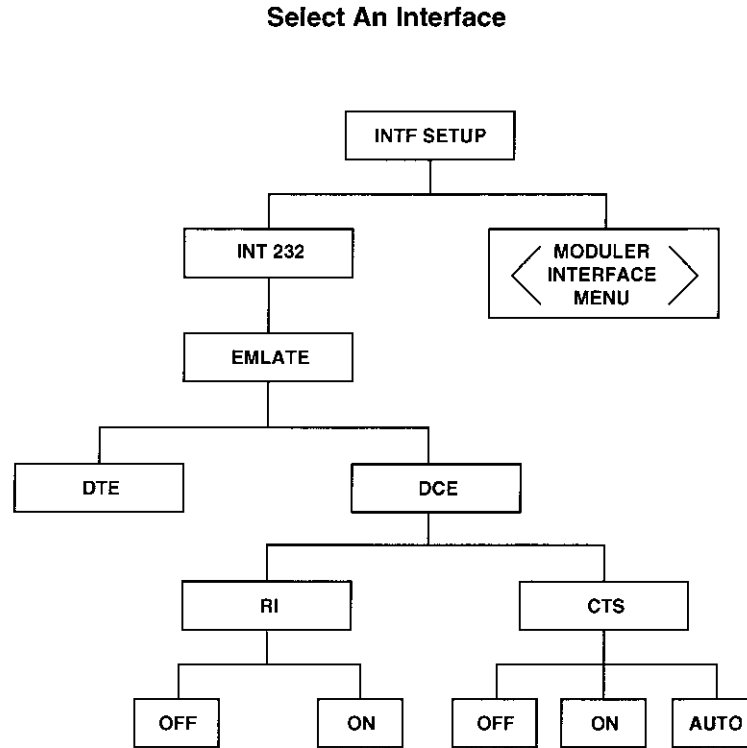 Select An Interface
INTF SETUP
INT 232
MODULER
INTERFACE
MENU
EMLATE
DTE
DCE
RI
CTS
OFF
ON
OFF
ON
AUTO